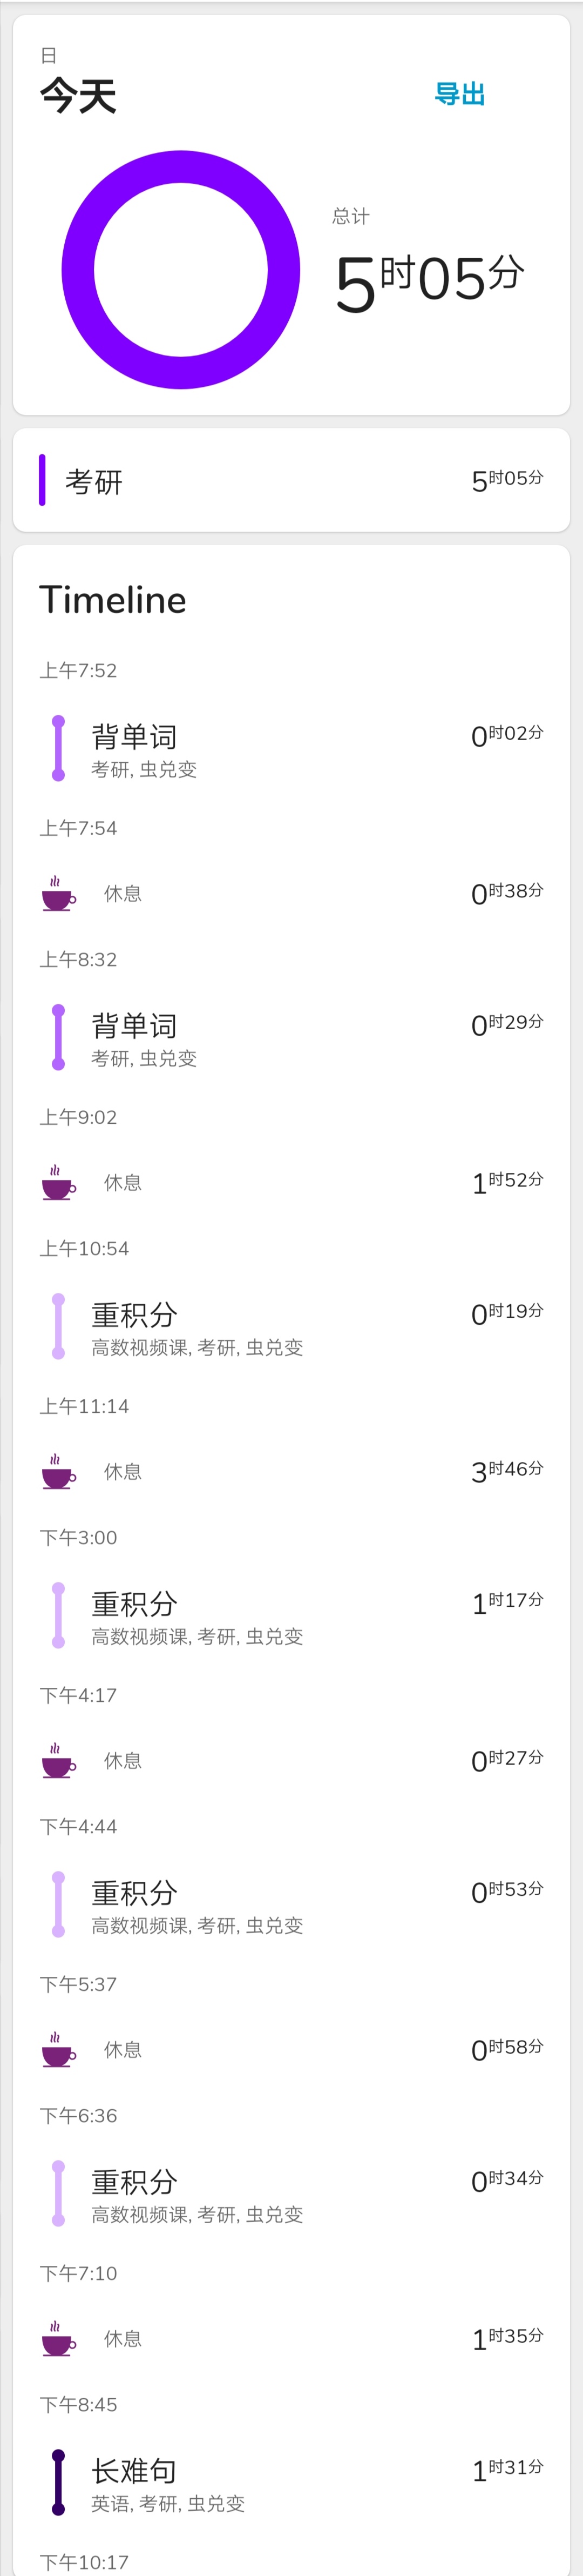 日
今天
导出
总计
5时05分
考研
5时05分
Timeline
上午7:52
背单词
0时02分
考研, 虫兑变
上午7:54
休息
0时38分
上午8:32
背单词
0时29分
考研, 虫兑变
上午9:02
休息
1时52分
上午10:54
重积分
0时19分
高数视频课, 考研, 虫兑变
上午11:14
休息
3时46分
下午3:00
重积分
1时17分
高数视频课, 考研, 虫兑变
下午4:17
休息
0时27分
下午4:44
重积分
0时53分
高数视频课, 考研, 虫兑变
下午5:37
休息
0时58分
下午6:36
重积分
0时34分
高数视频课, 考研, 虫兑变
下午7:10
休息
1时35分
下午8:45
长难句
1时31分
英语, 考研, 虫兑变
下午10:17